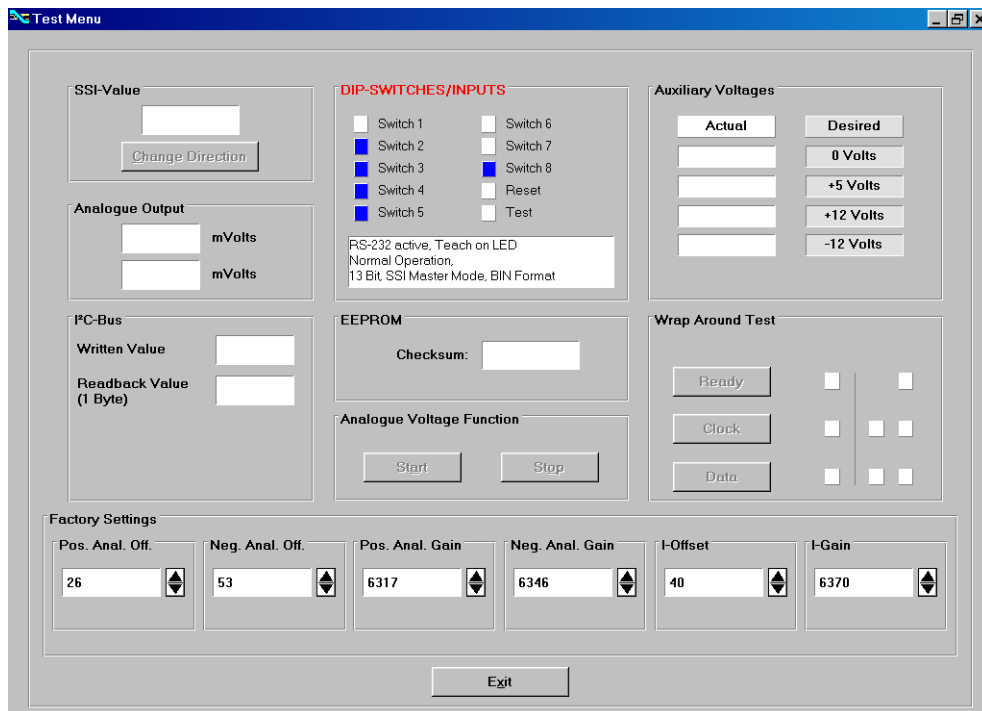 Test Menu
SSI-Value
Change Direction
DIP-SWITCHES/INPUTS
Switch 1
Switch 6
Switch 2
Switch 7
Switch 3
Switch 8
Switch 4
Reset
Switch 5
Test
RS-232 active, Teach on LED
Normal Operation,
13 Bit, SSI Master Mode, BIN Format
Auxiliary Voltages
Actual
Desired
0 Volts
+5 Volts
+12 Volts
-12 Volts
Analogue Output
mVolts
mVolts
I²C-Bus
Written Value
Readback Value
(1 Byte)
EEPROM
Checksum:
Analogue Voltage Function
Start
Stop
Wrap Around Test
Ready
Clock
Data
Factory Settings
Pos. Anal. Off.
Neg. Anal. Off.
Pos. Anal. Gain
Neg. Anal. Gain
I-Offset
I-Gain
26
53
6317
6346
40
6370
Exit